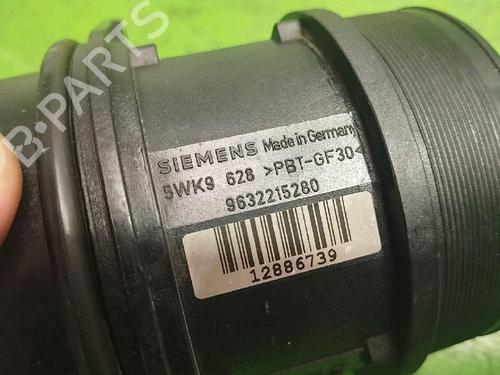 SIEMENS Made in Germany
5WK9 628 >PBT-GF30<
9632215280
12886739
B-PARTS